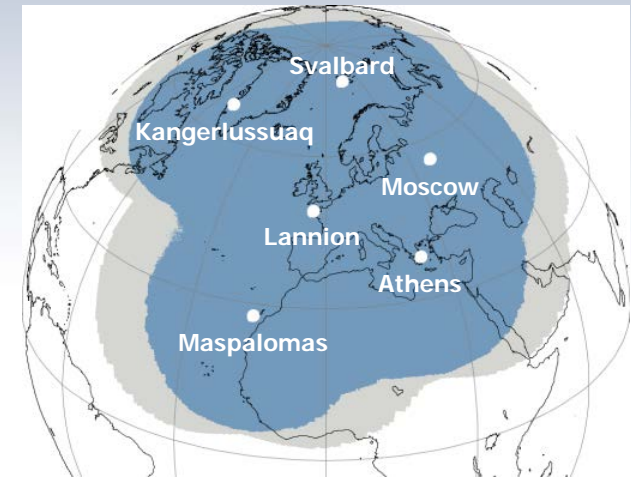 Svalbard
Kangerlussuaq
Moscow
Lannion
Athens
Maspalomas